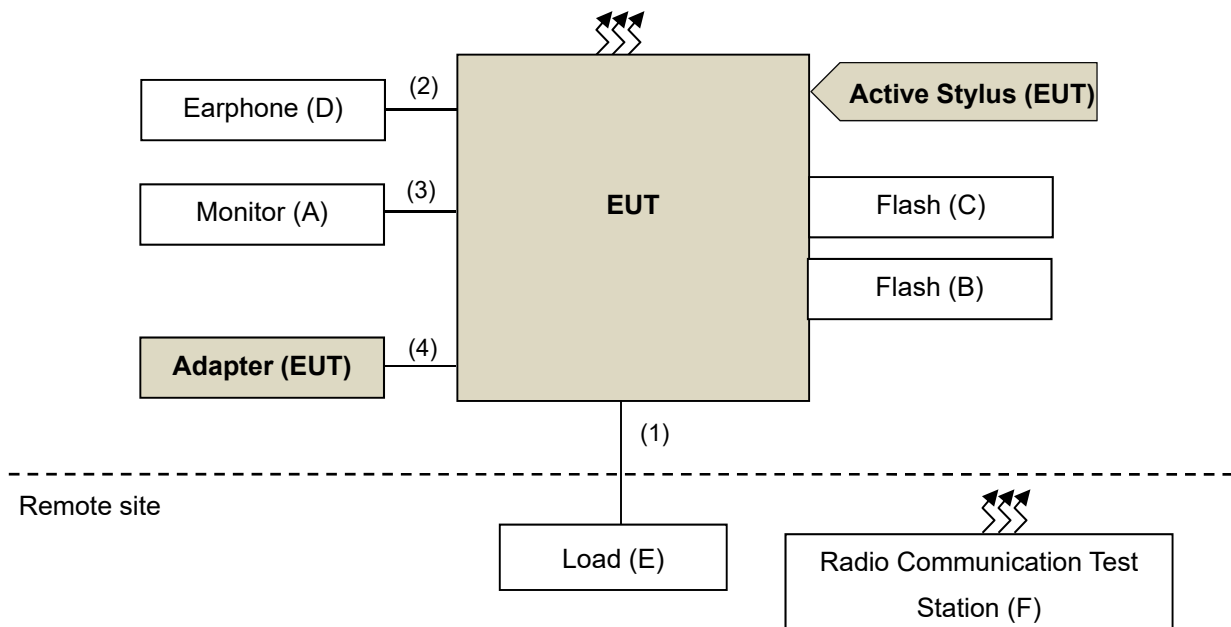 (2)
Earphone (D)
Active Stylus (EUT)
(3)
Monitor (A)
EUT
Flash (C)
Flash (B)
(4)
Adapter (EUT)
(1)
Remote site
Load (E)
Radio Communication Test
Station (F)